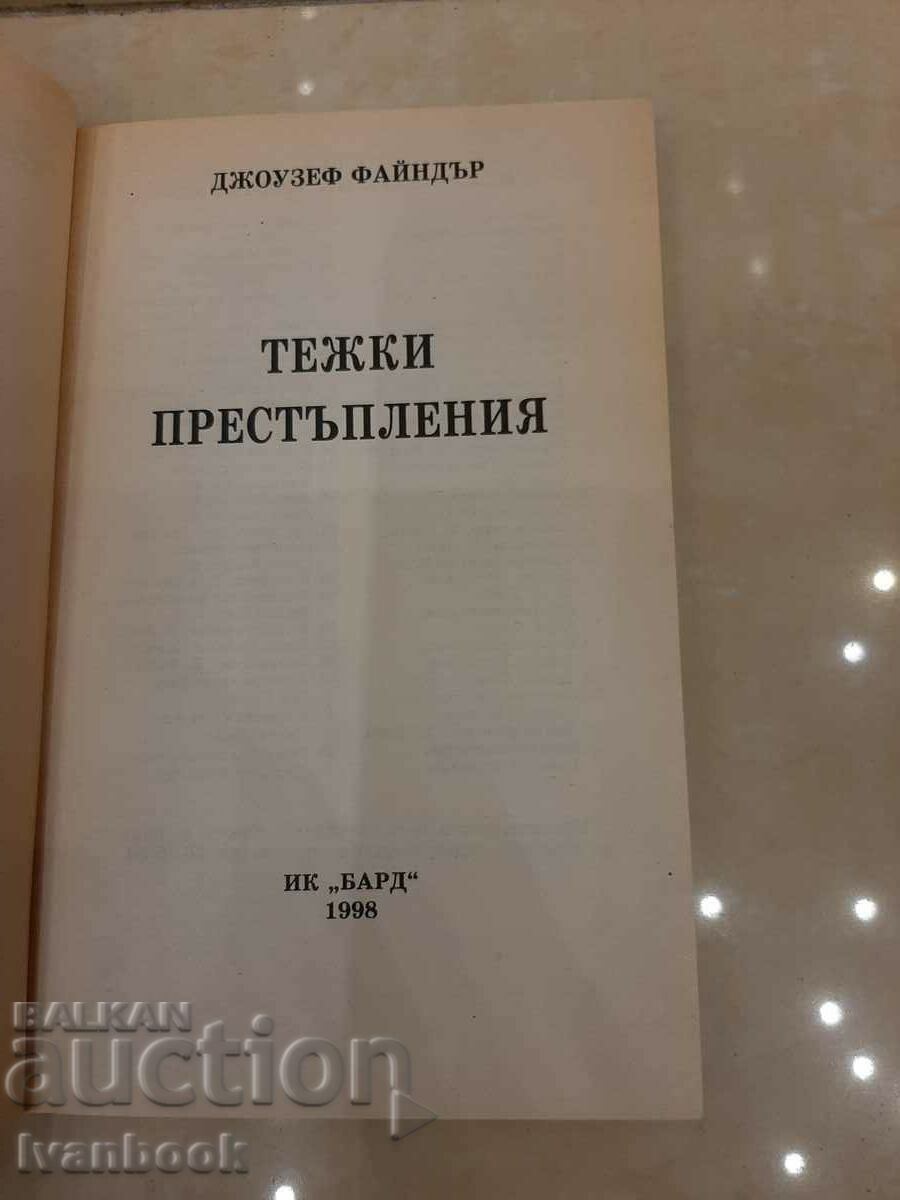 ДЖОУЗЕФ ФАЙНДЪР
ТЕЖКИ
ПРЕСТЪПЛЕНИЯ
ИК „БАРД“
1998
BALKAN
auction
Ivanbook